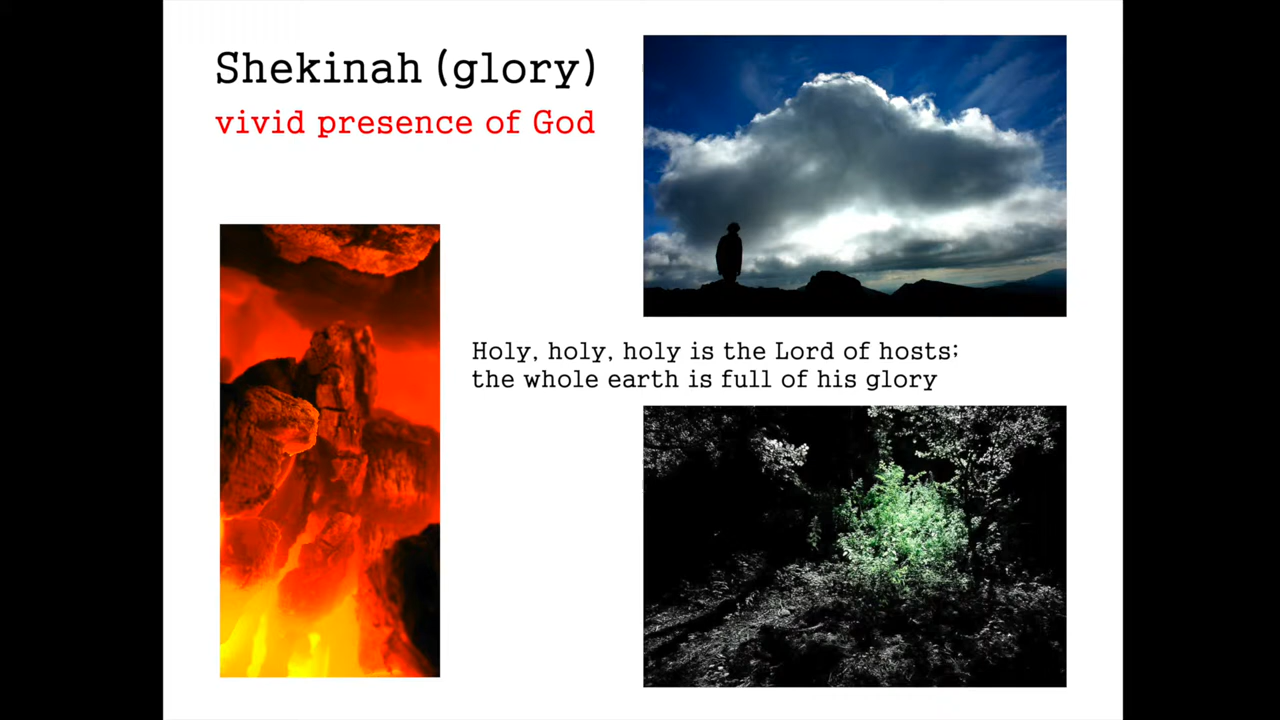 Shekinah (glory)
vivid presence of God
Holy, holy, holy is the Lord of hosts;
the whole earth is full of his glory